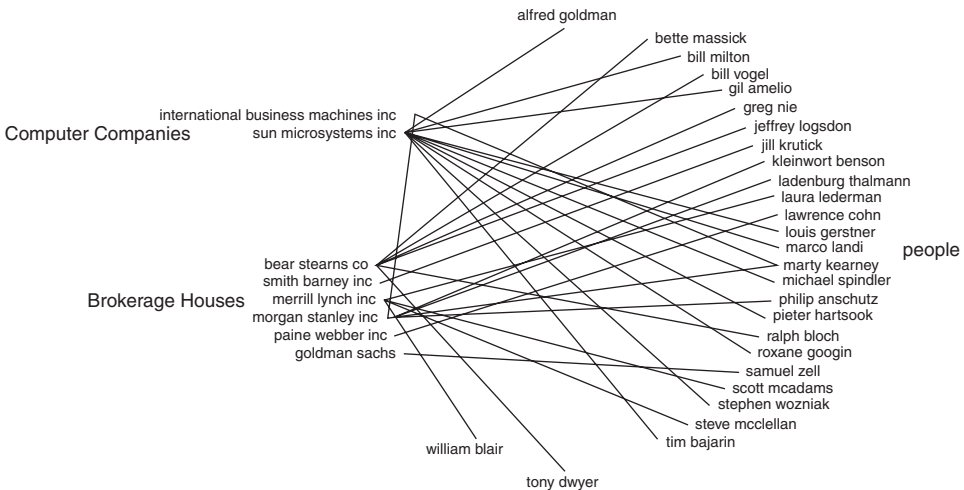 alfred goldman
bette massick
bill milton
bill vogel
gil amelio
greg nie
jeffrey logsdon
jill krutick
kleinwort benson
ladenburg thalmann
laura lederman
lawrence cohn
louis gerstner
marco landi
marty kearney
michael spindler
philip anschutz
pieter hartsook
ralph bloch
roxane googin
samuel zell
scott mcadams
stephen wozniak
steve mcclellan
tim bajarin
tony dwyer
william blair
people
Computer Companies
international business machines inc
sun microsystems inc
Brokerage Houses
bear stearns co
smith barney inc
merrill lynch inc
morgan stanley inc
paine webber inc
goldman sachs